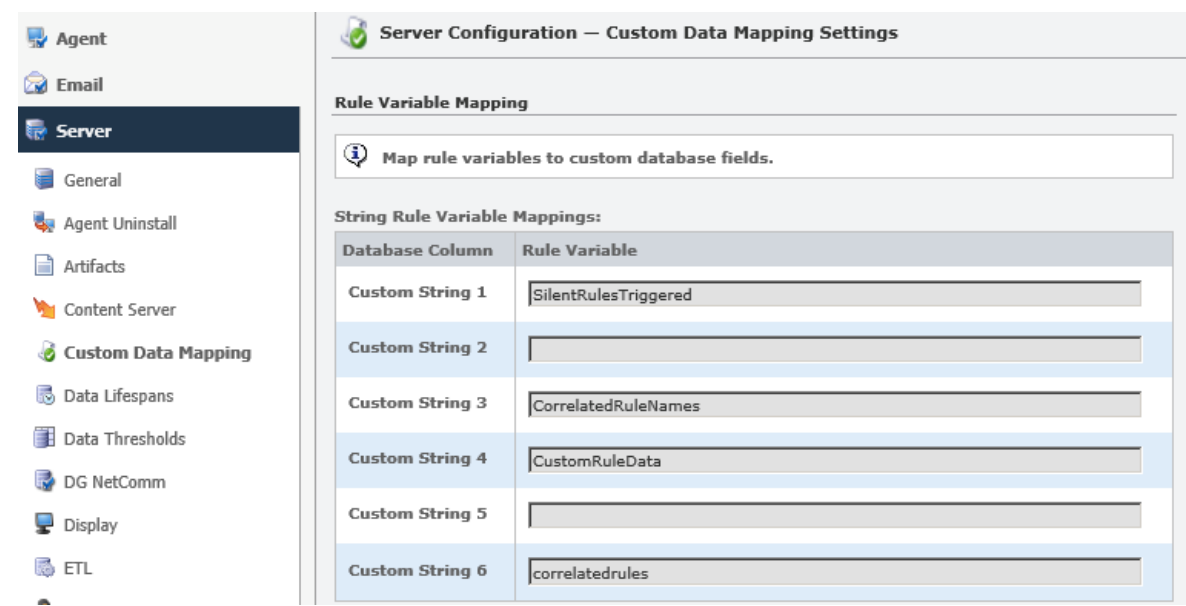 Agent
Email
Server
General
Agent Uninstall
Artifacts
Content Server
Custom Data Mapping
Data Lifespans
Data Thresholds
DG NetComm
Display
ETL
Server Configuration — Custom Data Mapping Settings
Rule Variable Mapping
Map rule variables to custom database fields.
String Rule Variable Mappings:
Database Column Rule Variable
Custom String 1 SilentRulesTriggered
Custom String 2
Custom String 3 CorrelatedRuleNames
Custom String 4 CustomRuleData
Custom String 5
Custom String 6 correlatedrules